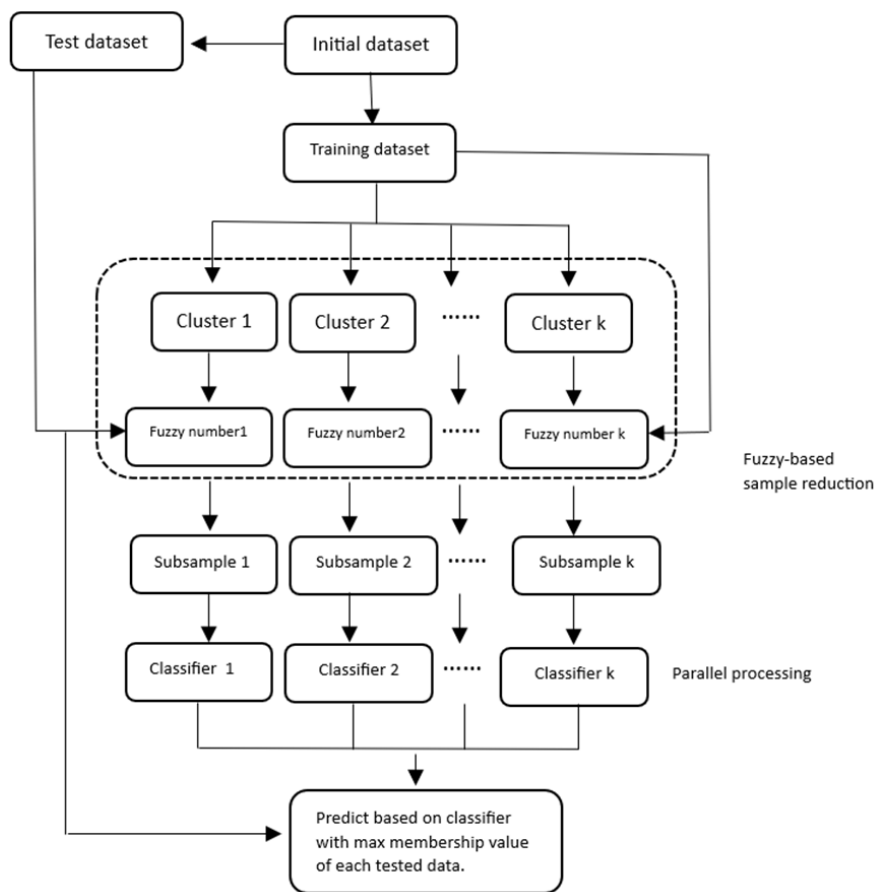 Test dataset
Initial dataset
Training dataset
Cluster 1
Cluster 2
......
Cluster k
Fuzzy number1
Fuzzy number2
......
Fuzzy number k
Fuzzy-based
sample reduction
Subsample 1
Subsample 2
......
Subsample k
Classifier 1
Classifier 2
......
Classifier k
Parallel processing
Predict based on classifier
with max membership value
of each tested data.